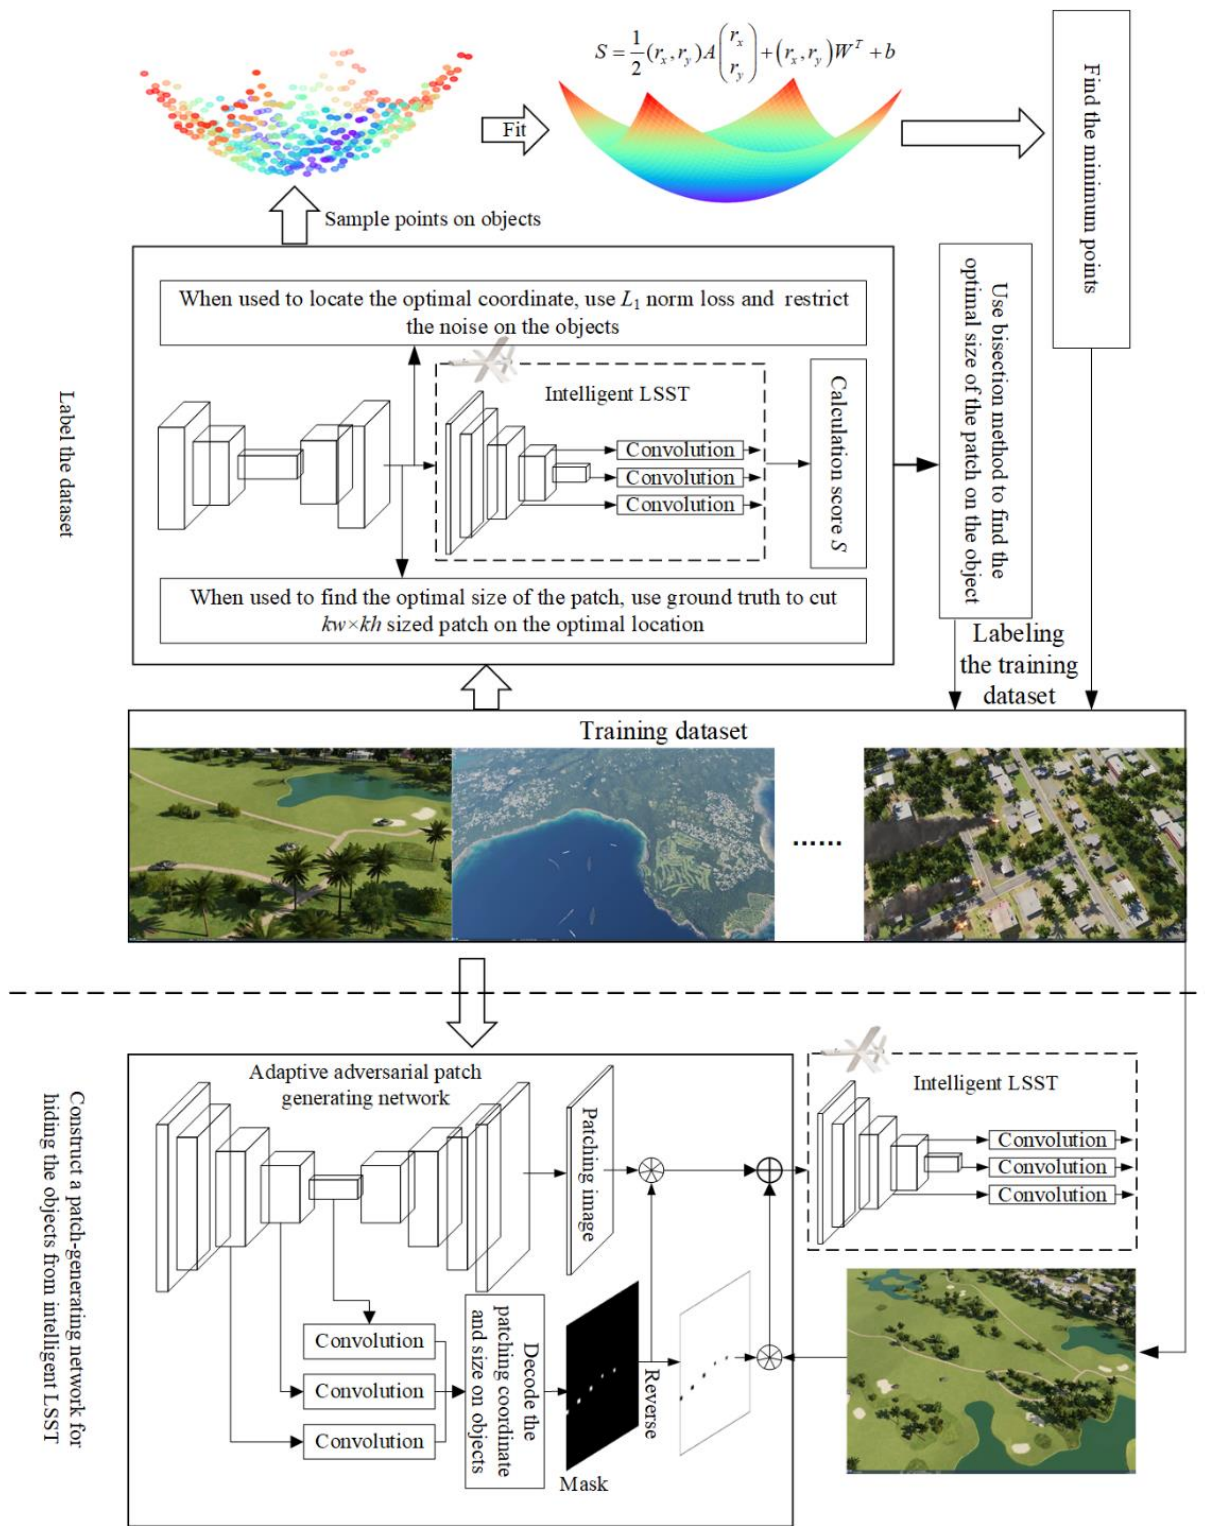 S = 1/2 (r_x, r_y) A (r_x r_y) + (r_x, r_y) W^T + b
Fit
Find the minimum points
Sample points on objects
When used to locate the optimal coordinate, use L1 norm loss and restrict
the noise on the objects
Label the dataset
Intelligent LSST
Convolution
Convolution
Convolution
Calculation score S
Use bisection method to find the
optimal size of the patch on the object
When used to find the optimal size of the patch, use ground truth to cut
kw×kh sized patch on the optimal location
Labeling
the training
dataset
Training dataset
......
Construct a patch-generating network for
hiding the objects from intelligent LSST
Adaptive adversarial patch
generating network
Patching image
Intelligent LSST
Convolution
Convolution
Convolution
Convolution
Convolution
Convolution
Decode the
patching coordinate
and size on objects
Mask
Reverse